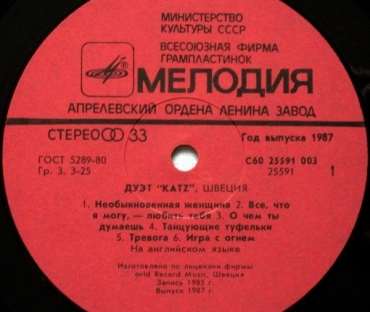 МИНИСТЕРСТВО
КУЛЬТУРЫ СССР
ВСЕСОЮЗНАЯ ФИРМА
ГРАМПЛАСТИНОК
МЕЛОДИЯ
АПРЕЛЕВСКИЙ ОРДЕНА ЛЕНИНА ЗАВОД
СТЕРЕО 33
Год выпуска 1987
ГОСТ 5289-80
С60 25591 003
Гр. 3. 3-25
25591
1
ДУЭТ "KATZ", ШВЕЦИЯ
1. Необыкновенная женщина 2. Все, что
я могу, — любить тебя 3. О чем ты
думаешь 4. Танцующие туфельки
5. Тревога 6. Игра с огнем
На английском языке
Изготовлено по лицензии фирмы
orld Record Music, Швеция
Запись 1985 г.
Выпуск 1987 г.